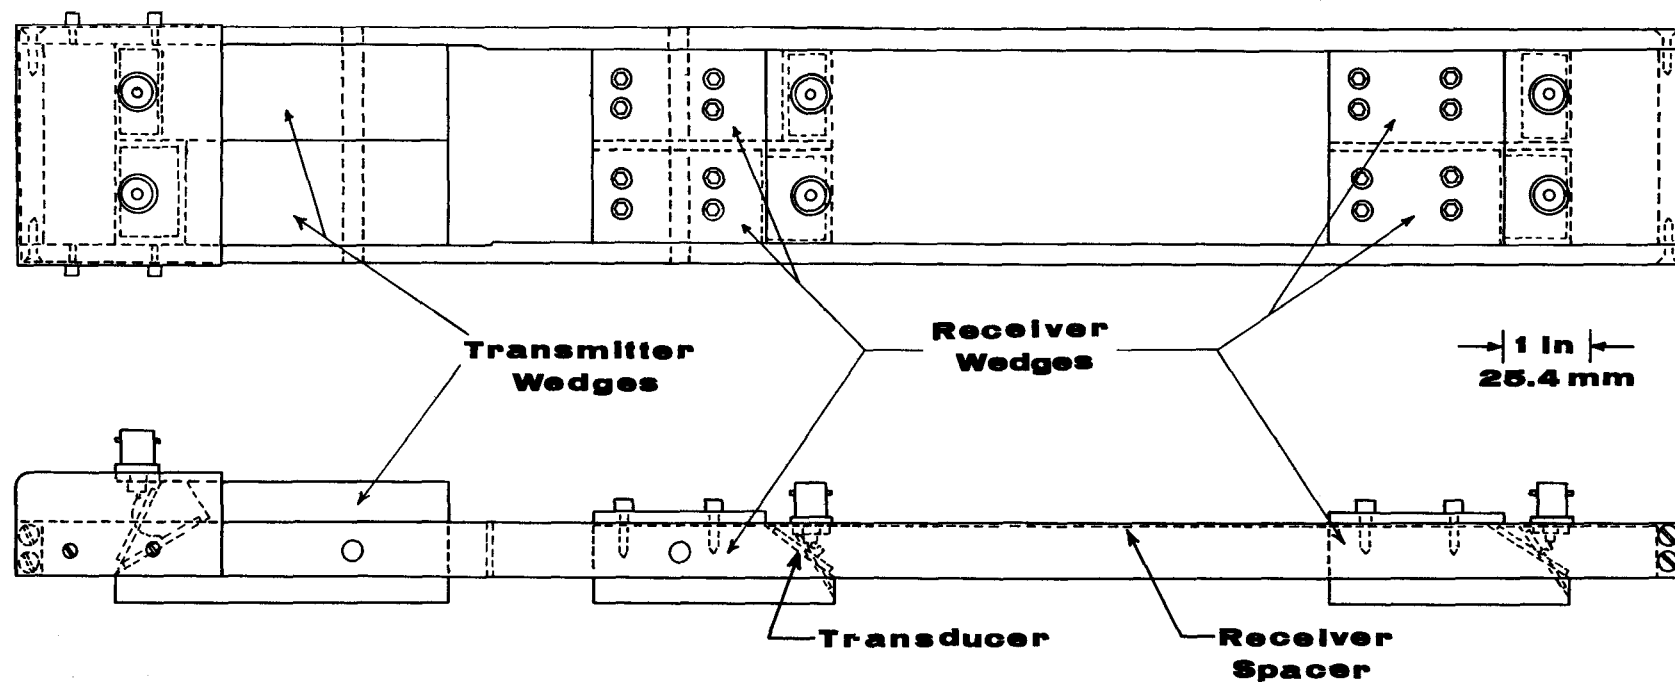 Transmitter
Wedges
Receiver
Wedges
1 in
25.4 mm
Transducer
Receiver
Spacer